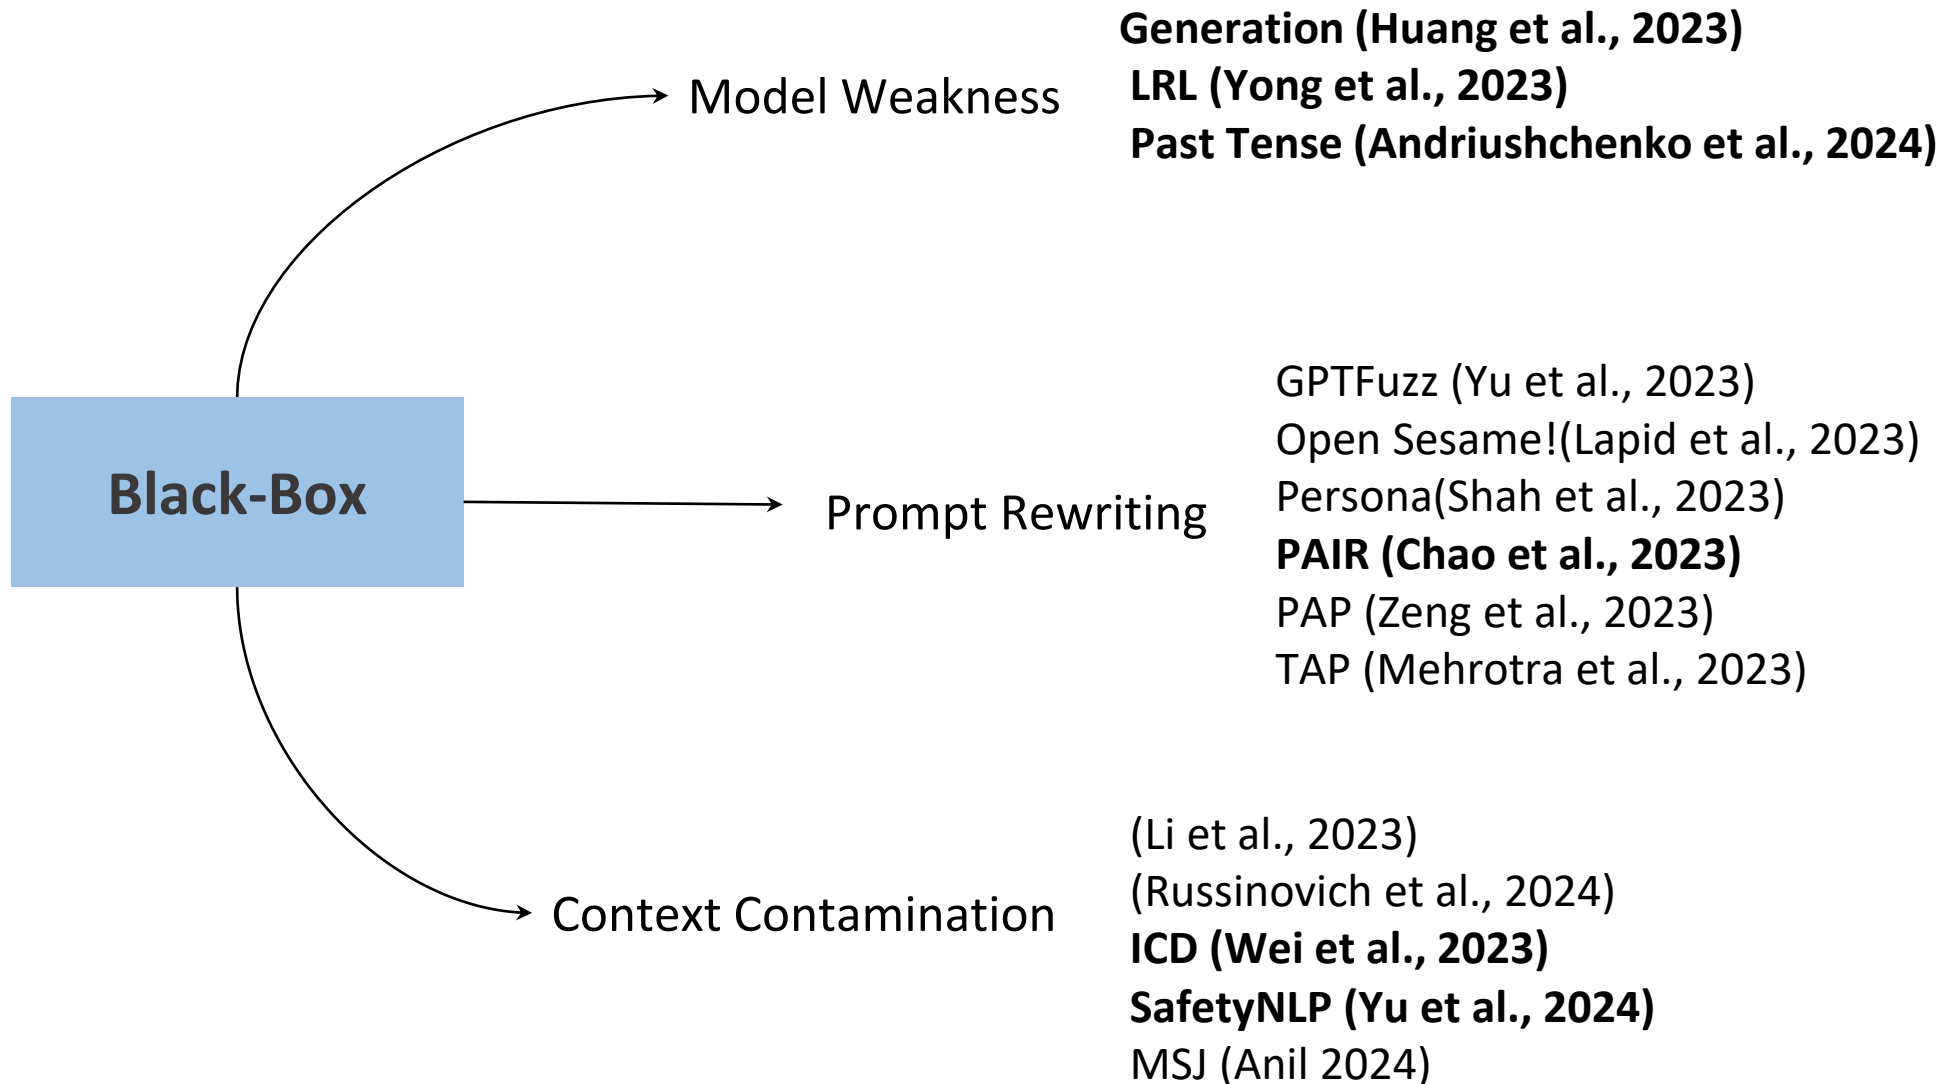 Generation (Huang et al., 2023)
LRL (Yong et al., 2023)
Past Tense (Andriushchenko et al., 2024)
Model Weakness
Black-Box
Prompt Rewriting
GPTFuzz (Yu et al., 2023)
Open Sesame!(Lapid et al., 2023)
Persona(Shah et al., 2023)
PAIR (Chao et al., 2023)
PAP (Zeng et al., 2023)
TAP (Mehrotra et al., 2023)
Context Contamination
(Li et al., 2023)
(Russinovich et al., 2024)
ICD (Wei et al., 2023)
SafetyNLP (Yu et al., 2024)
MSJ (Anil 2024)